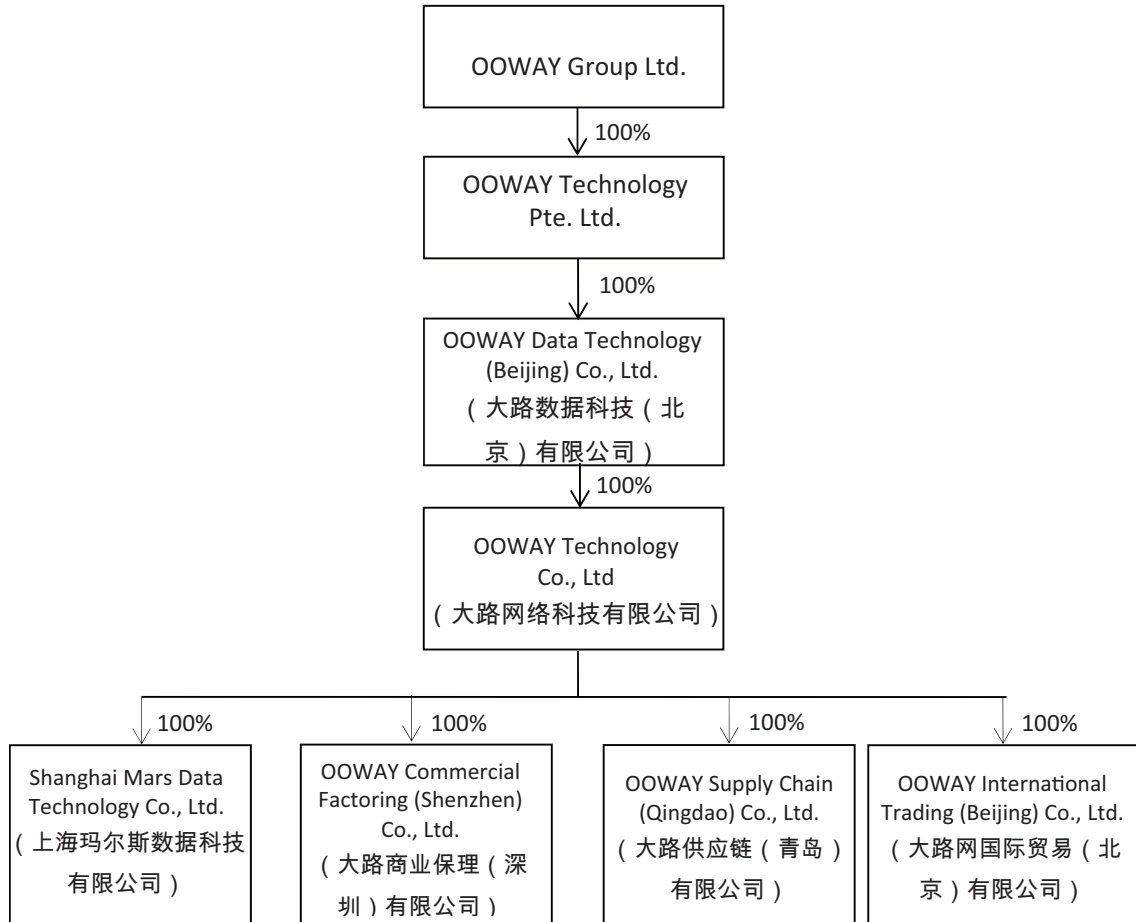 OOWAY Group Ltd.
100%
OOWAY Technology
Pte. Ltd.
100%
OOWAY Data Technology
(Beijing) Co., Ltd.
（大路数据科技（北
京）有限公司）
100%
OOWAY Technology
Co., Ltd
（大路网络科技有限公司）
100%
100%
100%
100%
Shanghai Mars Data
Technology Co., Ltd.
（上海玛尔斯数据科技
有限公司）
OOWAY Commercial
Factoring (Shenzhen)
Co., Ltd.
（大路商业保理（深
圳）有限公司）
OOWAY Supply Chain
(Qingdao) Co., Ltd.
（大路供应链（青岛）
有限公司）
OOWAY International
Trading (Beijing) Co., Ltd.
（大路网国际贸易（北
京）有限公司）